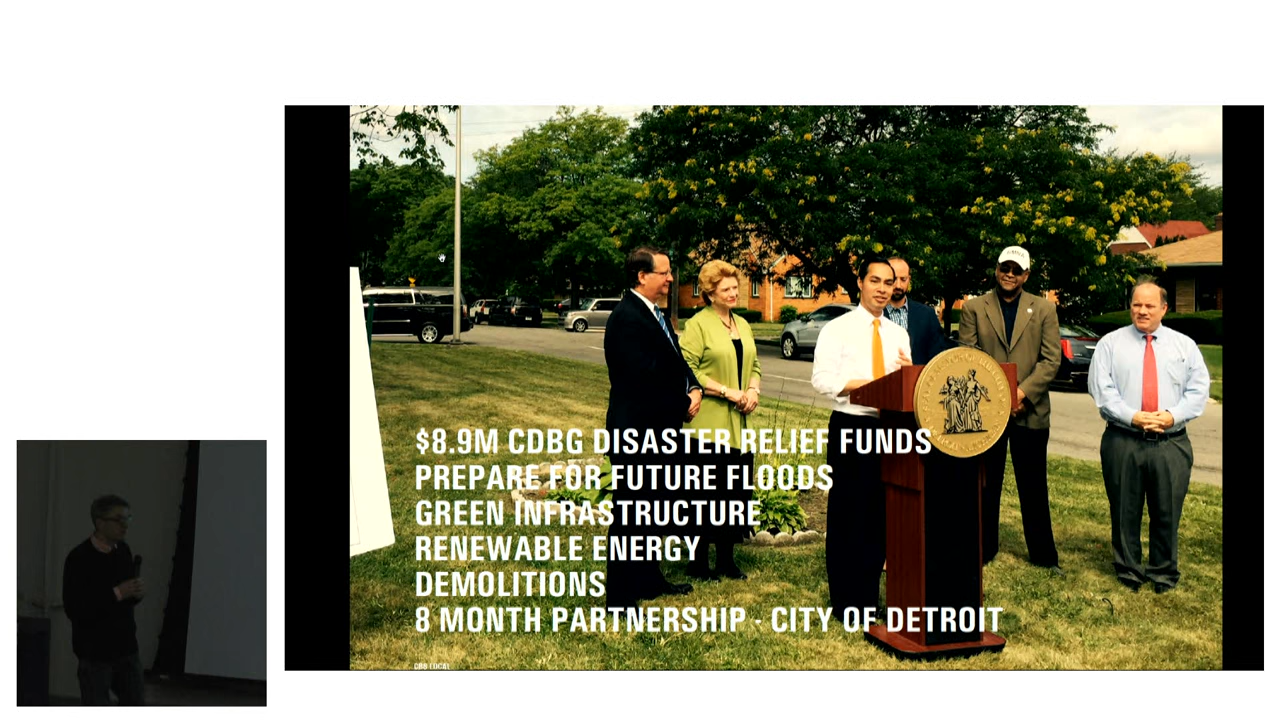 $8.9M CDBG DISASTER RELIEF FUNDS
PREPARE FOR FUTURE FLOODS
GREEN INFRASTRUCTURE
RENEWABLE ENERGY
DEMOLITIONS
8 MONTH PARTNERSHIP - CITY OF DETROIT
CBS LOCAL